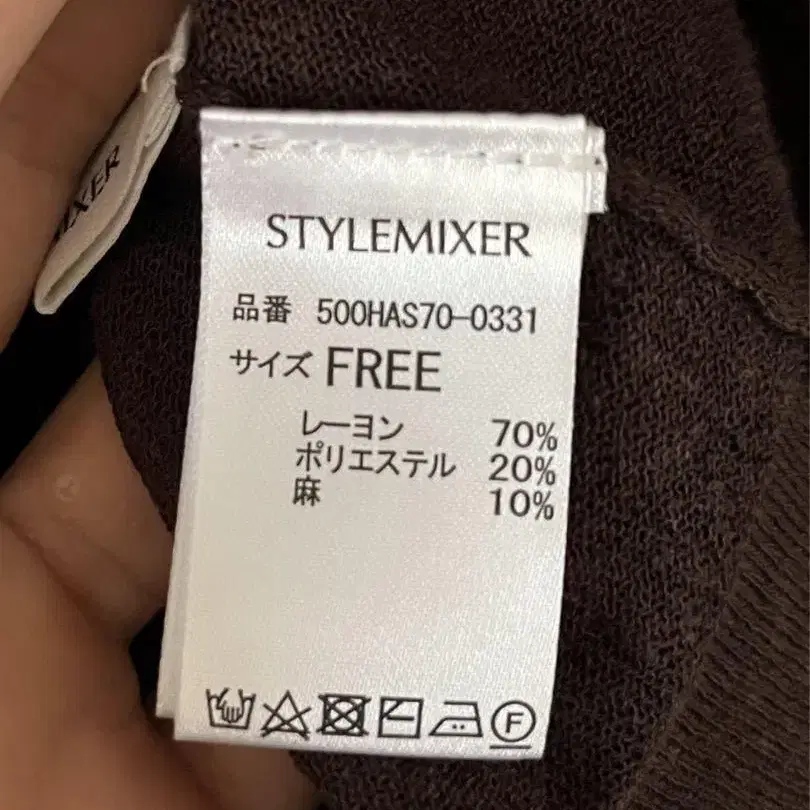 STYLEMIXER
品番 500HAS70-0331
サイズ FREE
レーヨン 70%
ポリエステル 20%
麻 10%
F